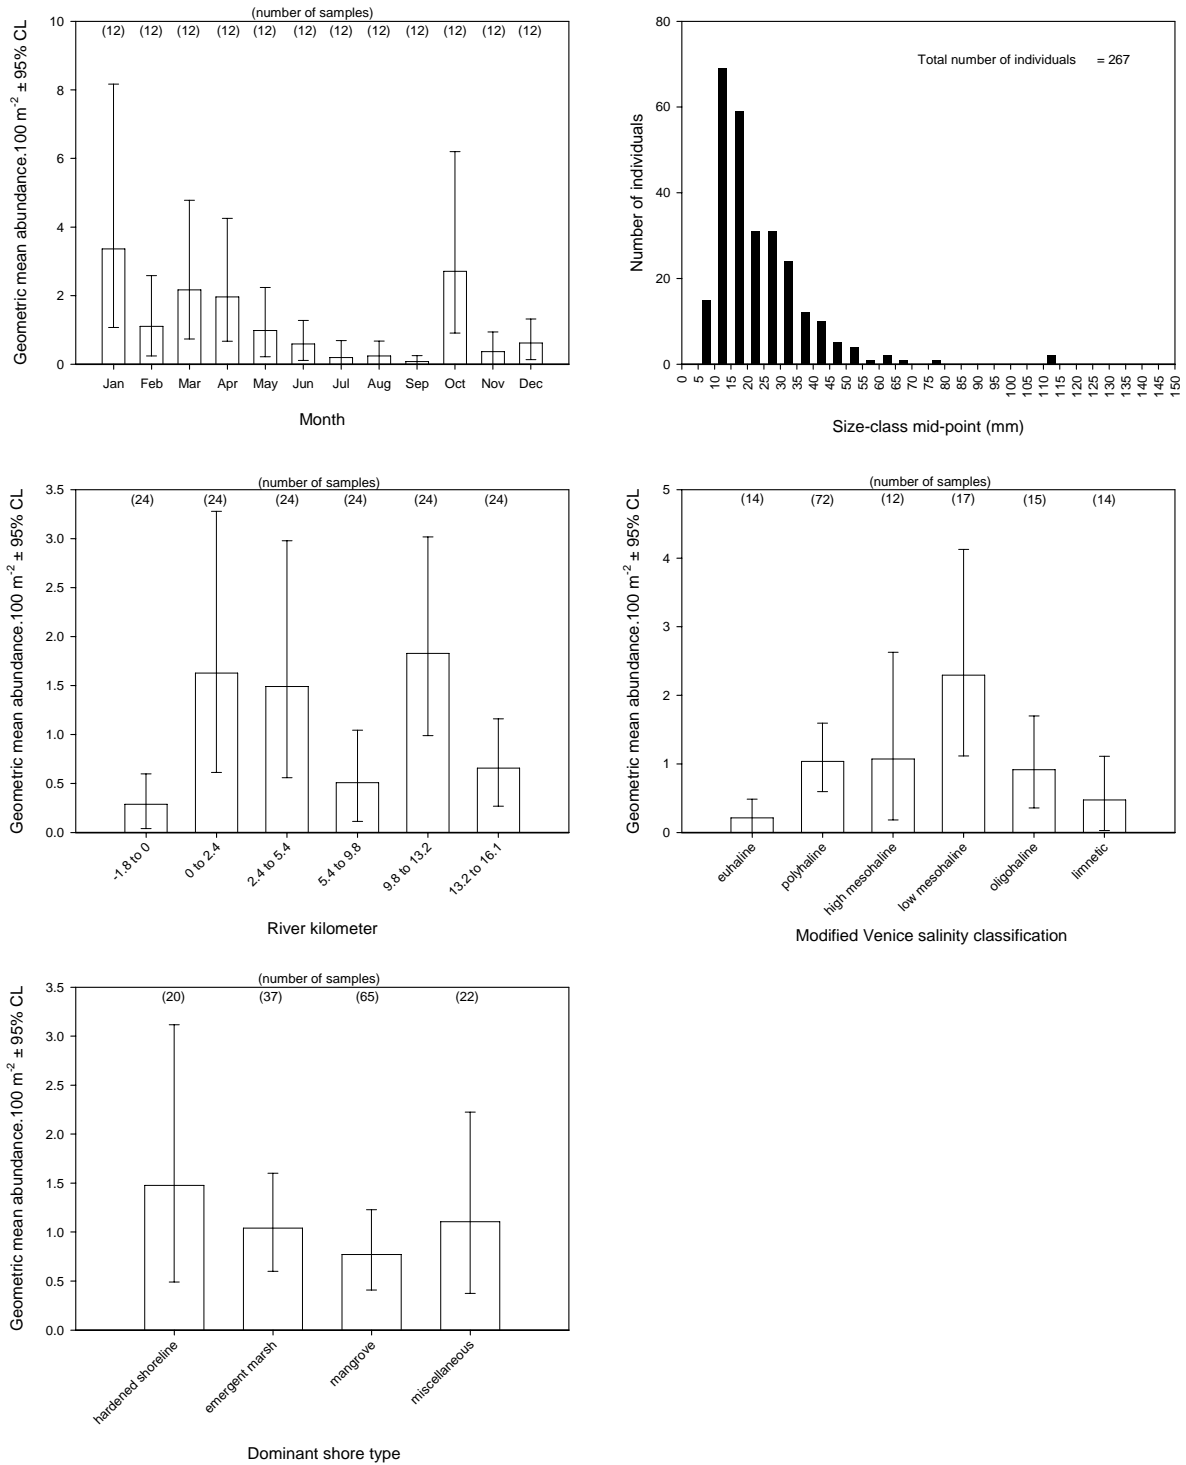 (number of samples)
10 (12) (12) (12) (12) (12) (12) (12) (12) (12) (12) (12) (12)
8
6
4
2
0
Geometric mean abundance.100 m-2 ± 95% CL
Jan Feb Mar Apr May Jun Jul Aug Sep Oct Nov Dec
Month
80
60
40
20
0
Number of individuals
Total number of individuals = 267
0 5 10 15 20 25 30 35 40 45 50 55 60 65 70 75 80 85 90 95 100 105 110 115 120 125 130 135 140 145 150
Size-class mid-point (mm)
(number of samples)
3.5 (24) (24) (24) (24) (24) (24)
3.0
2.5
2.0
1.5
1.0
0.5
0.0
Geometric mean abundance.100 m-2 ± 95% CL
-1.8 to 0 0 to 2.4 2.4 to 5.4 5.4 to 9.8 9.8 to 13.2 13.2 to 16.1
River kilometer
(number of samples)
5 (14) (72) (12) (17) (15) (14)
4
3
2
1
0
Geometric mean abundance.100 m-2 ± 95% CL
euhaline polyhaline high mesohaline low mesohaline oligohaline limnetic
Modified Venice salinity classification
(number of samples)
3.5 (20) (37) (65) (22)
3.0
2.5
2.0
1.5
1.0
0.5
0.0
Geometric mean abundance.100 m-2 ± 95% CL
hardened shoreline emergent marsh mangrove miscellaneous
Dominant shore type